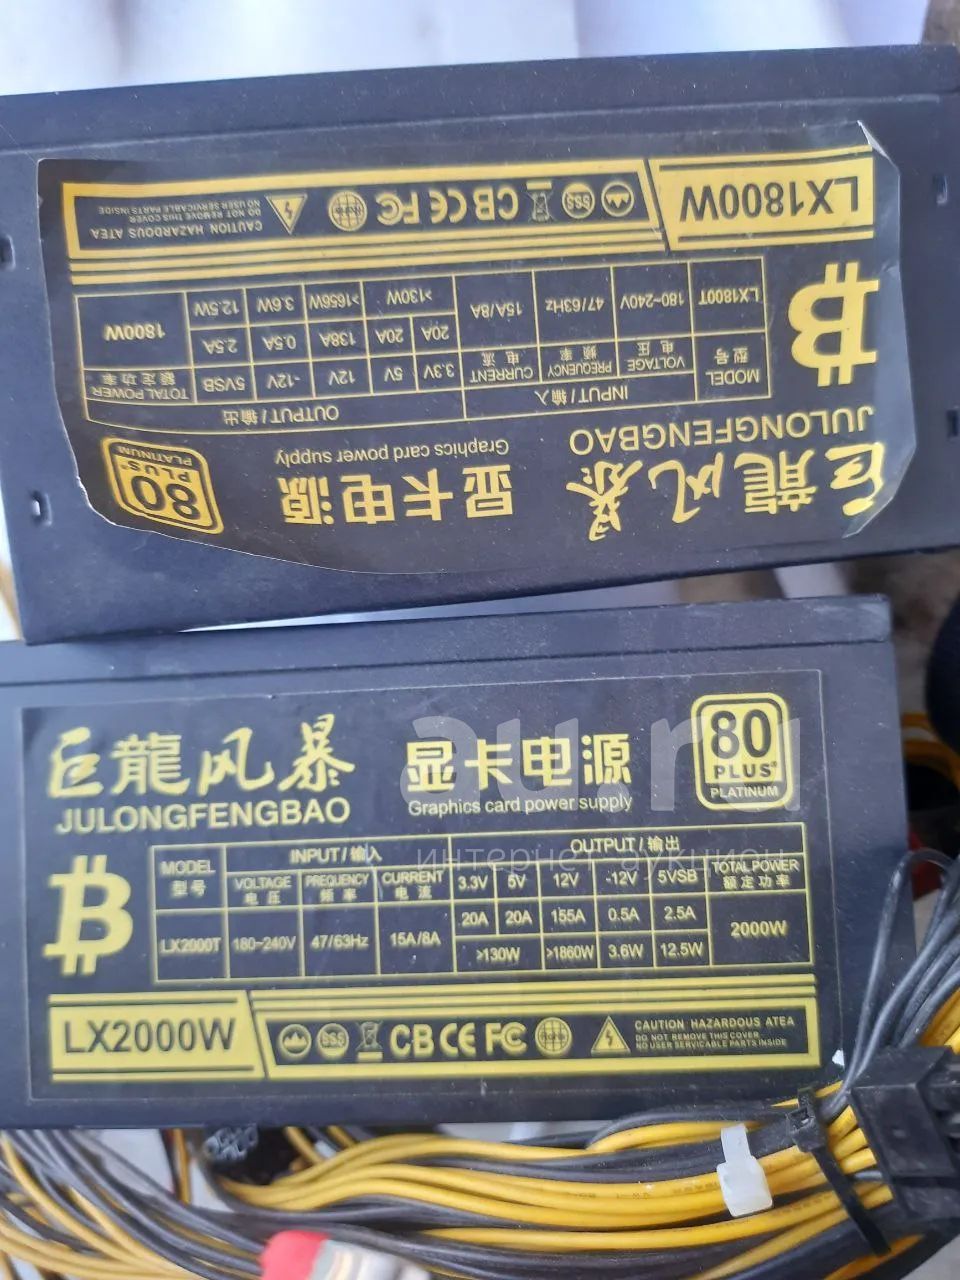 LX1800W
CAUTION HAZARDOUS ATEA
DO NOT REMOVE THIS COVER
NO USER SERVICABLE PARTS INSIDE
巨龍风暴
JULONGFENGBAO
显卡电源
Graphics card power supply
80
PLUS
PLATINUM
MODEL 型号
INPUT / 输入
OUTPUT / 输出
VOLTAGE 电压
FREQUENCY 频率
CURRENT 电流
3.3V 5V 12V -12V 5VSB
TOTAL POWER 额定功率
LX1800T 180~240V 47/63Hz 15A/8A
20A 20A 138A 0.5A 2.5A
>130W >1656W 3.6W 12.5W
1800W
SSS CB CE FC
巨龍风暴
JULONGFENGBAO
显卡电源
Graphics card power supply
80
PLUS
PLATINUM
MODEL 型号
INPUT / 输入
OUTPUT / 输出
VOLTAGE 电压
PREQUENCY 频率
CURRENT 电流
3.3V 5V 12V -12V 5VSB
TOTAL POWER 额定功率
LX2000T 180~240V 47/63Hz 15A/8A
20A 20A 155A 0.5A 2.5A
>130W >1860W 3.6W 12.5W
2000W
LX2000W
SSS CB CE FC
CAUTION HAZARDOUS ATEA
DO NOT REMOVE THIS COVER
NO USER SERVICABLE PARTS INSIDE
au.ru
интернет аукцион